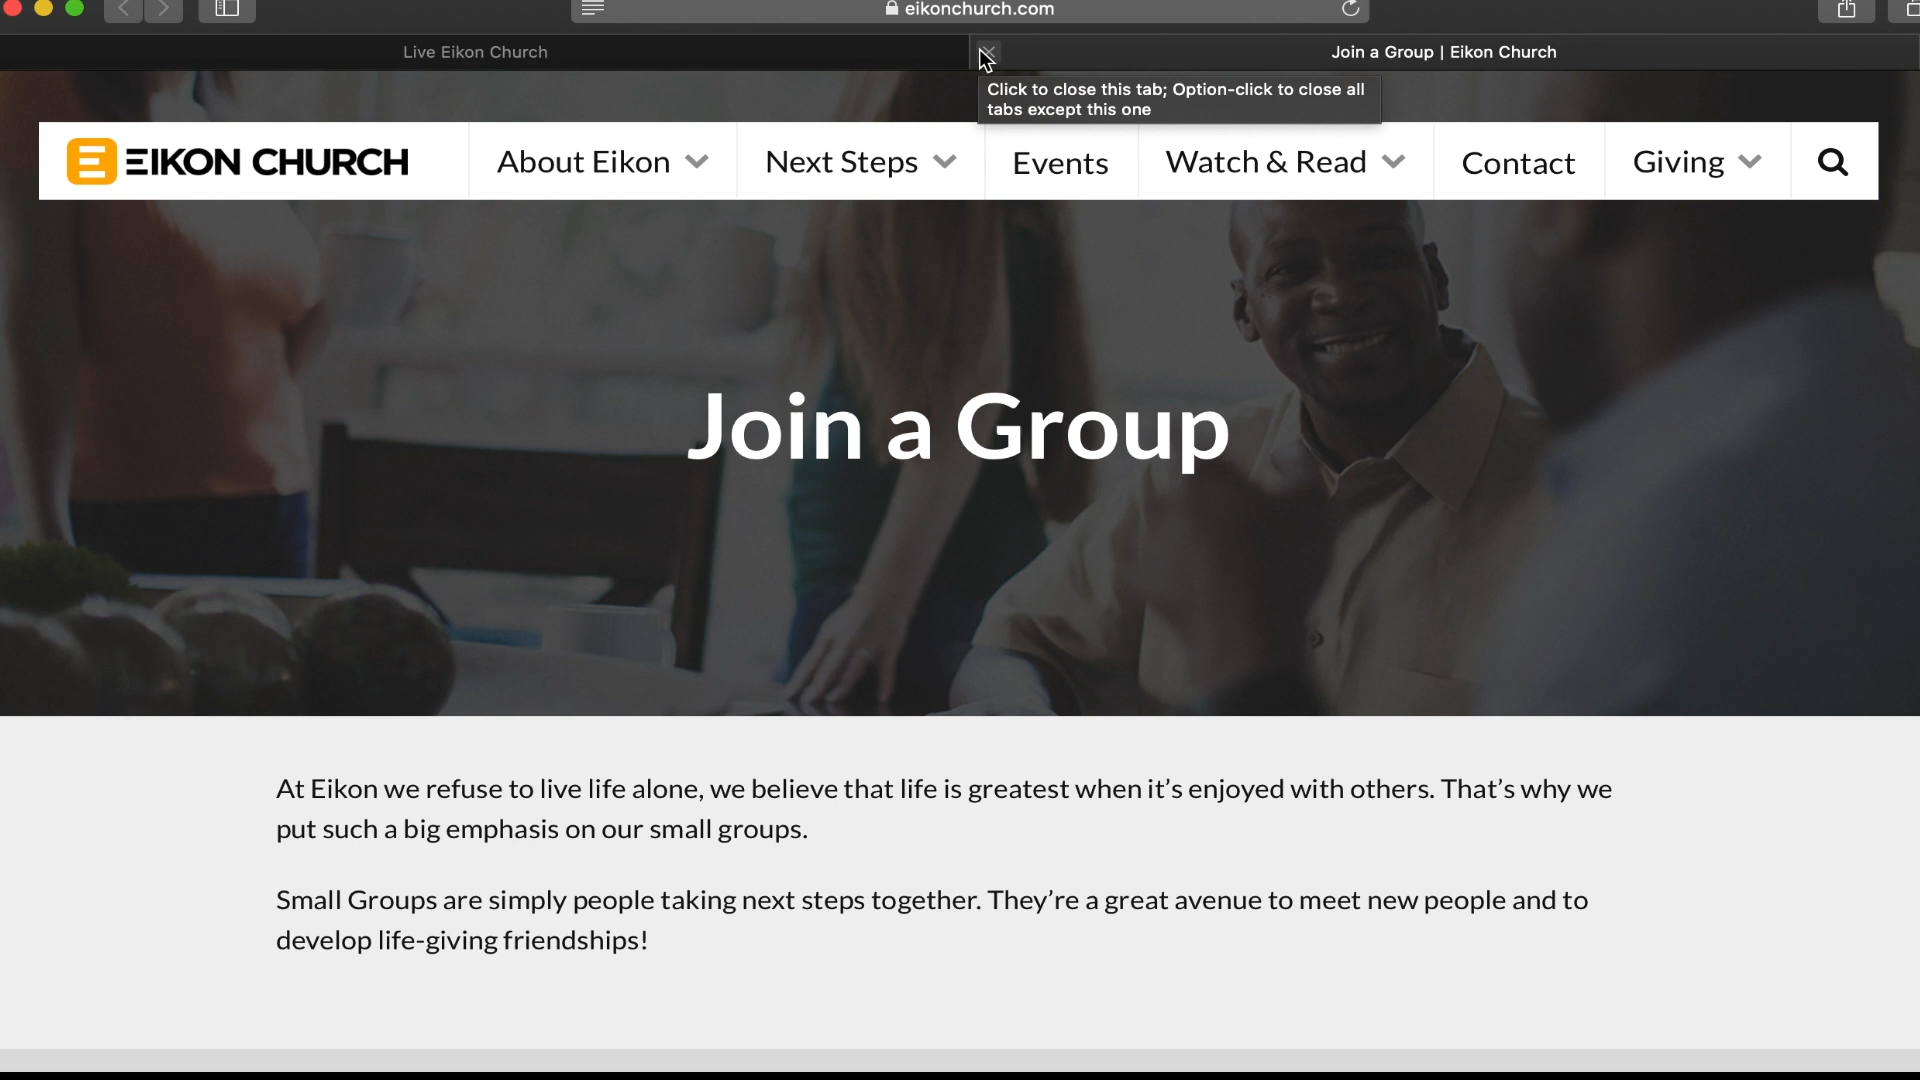 eikonchurch.com
Live Eikon Church
Join a Group | Eikon Church
Click to close this tab; Option-click to close all
tabs except this one
EIKON CHURCH
About Eikon
Next Steps
Events
Watch & Read
Contact
Giving
Join a Group
At Eikon we refuse to live life alone, we believe that life is greatest when it’s enjoyed with others. That’s why we
put such a big emphasis on our small groups.
Small Groups are simply people taking next steps together. They’re a great avenue to meet new people and to
develop life-giving friendships!